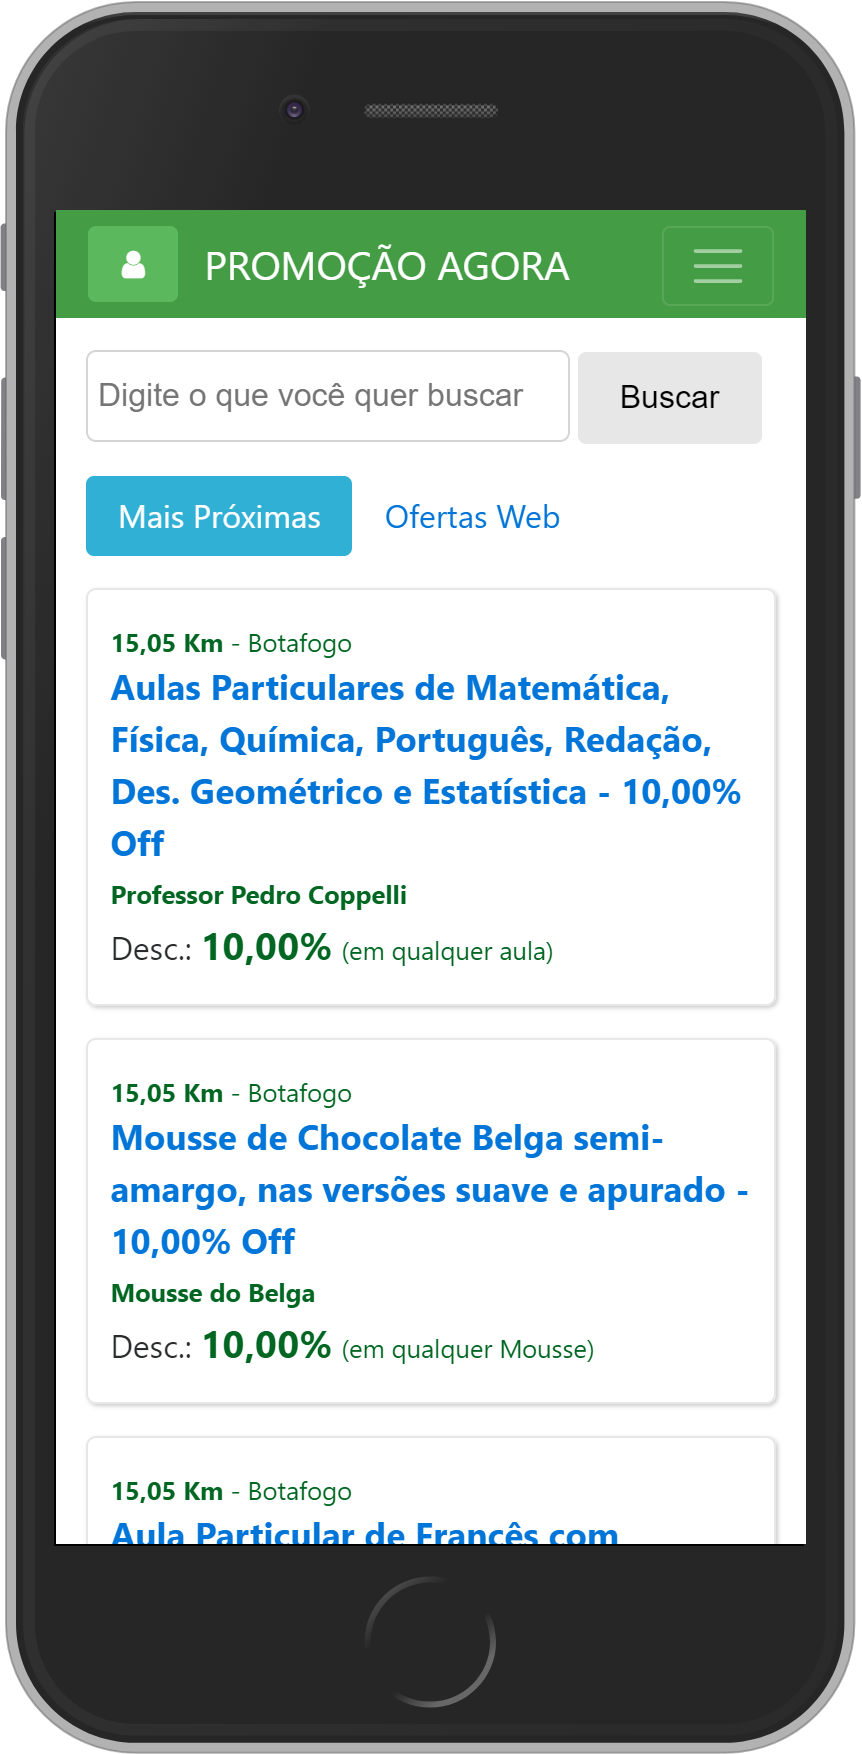 PROMOÇÃO AGORA
Digite o que você quer buscar
Buscar
Mais Próximas
Ofertas Web
15,05 Km - Botafogo
Aulas Particulares de Matemática,
Física, Química, Português, Redação,
Des. Geométrico e Estatística - 10,00%
Off
Professor Pedro Coppelli
Desc.: 10,00% (em qualquer aula)
15,05 Km - Botafogo
Mousse de Chocolate Belga semi-
amargo, nas versões suave e apurado -
10,00% Off
Mousse do Belga
Desc.: 10,00% (em qualquer Mousse)
15,05 Km - Botafogo
Aula Particular de Francês com